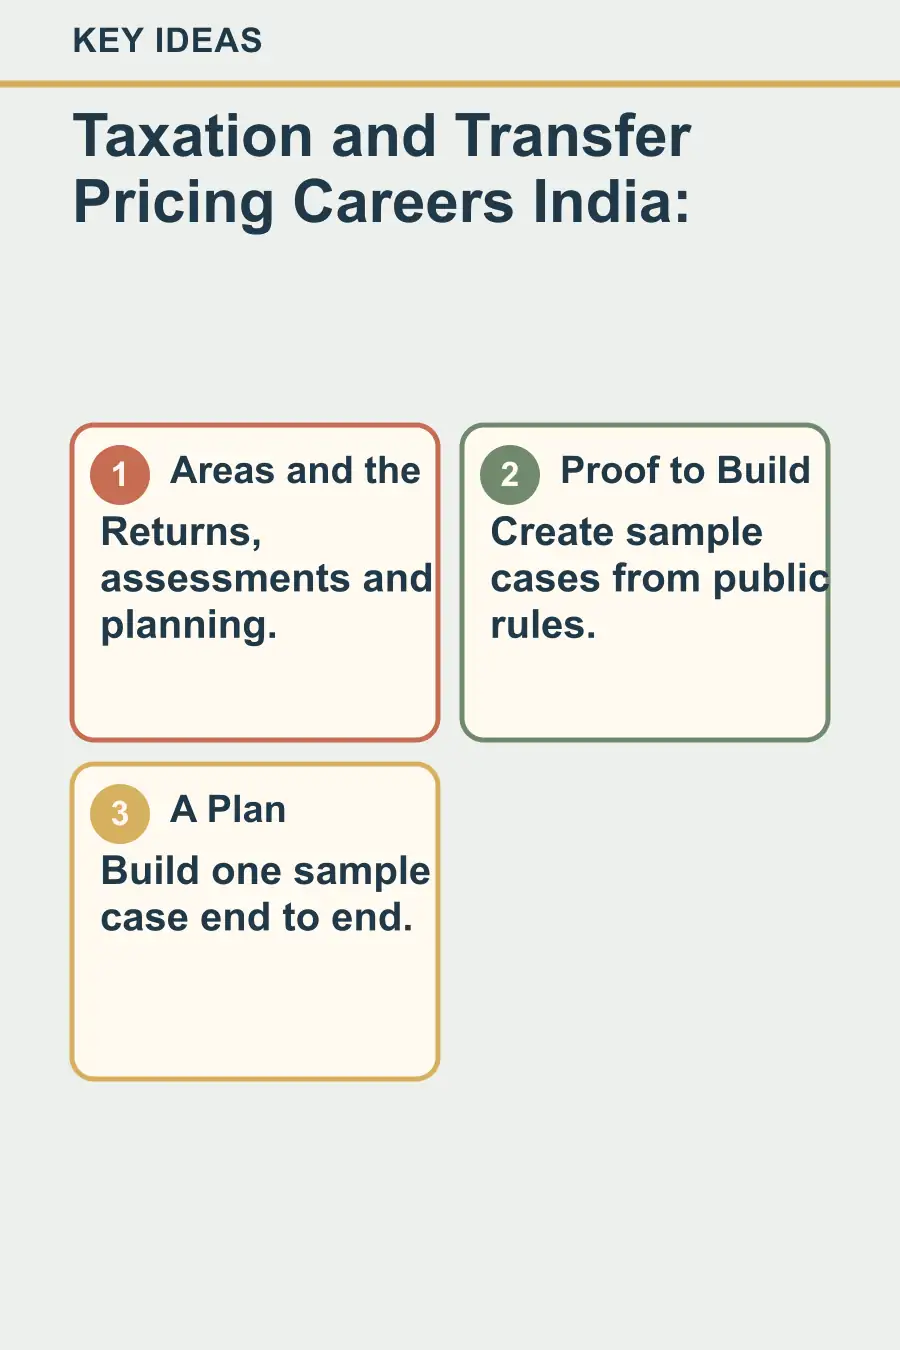 KEY IDEAS
Taxation and Transfer
Pricing Careers India:
1 Areas and the
Returns,
assessments and
planning.
2 Proof to Build
Create sample
cases from public
rules.
3 A Plan
Build one sample
case end to end.